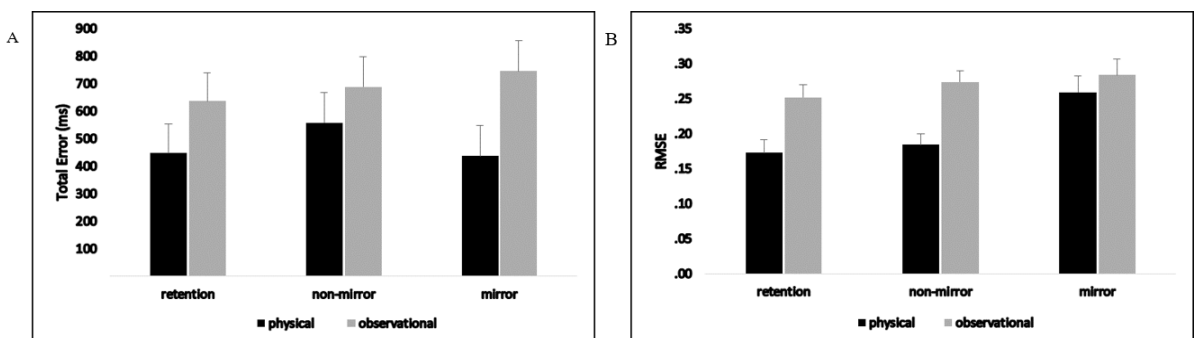 A
Total Error (ms)
900
800
700
600
500
400
300
200
100
retention non-mirror mirror
physical observational
B
RMSE
.35
.30
.25
.20
.15
.10
.05
.00
retention non-mirror mirror
physical observational